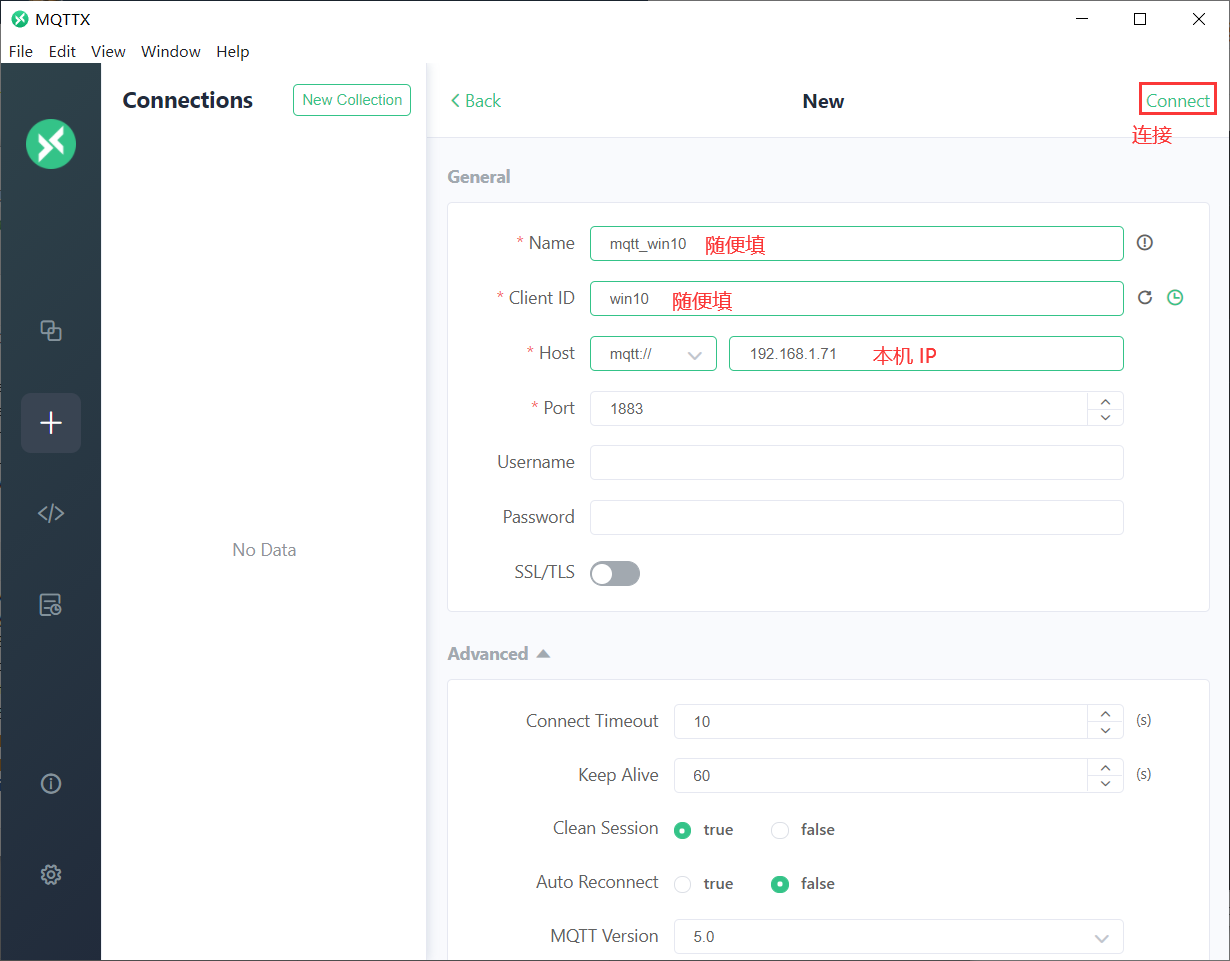 MQTTX
File Edit View Window Help
Connections New Collection
Back New Connect
连接
General
* Name mqtt_win10 随便填
* Client ID win10 随便填
* Host mqtt:// 192.168.1.71 本机 IP
* Port 1883
Username
Password
SSL/TLS
No Data
Advanced
Connect Timeout 10 (s)
Keep Alive 60 (s)
Clean Session true false
Auto Reconnect true false
MQTT Version 5.0